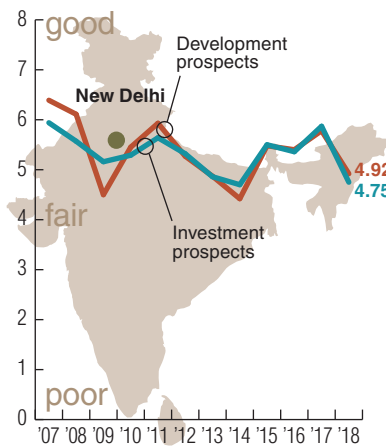 8
good
7
Development
prospects
6
New Delhi
5
4.92
4.75
fair
4
Investment
prospects
3
2
1
poor
0
'07 '08 '09 '10 '11 '12 '13 '14 '15 '16 '17 '18